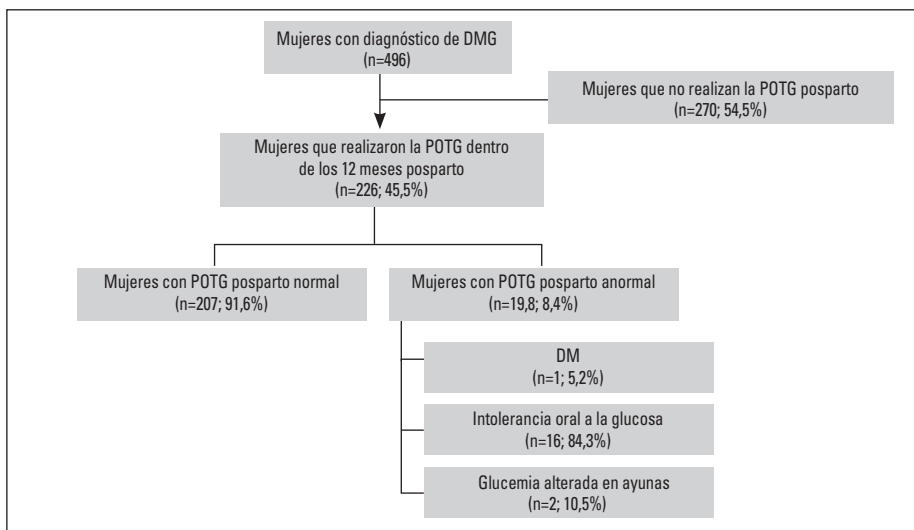 Mujeres con diagnóstico de DMG
(n=496)
Mujeres que no realizan la POTG posparto
(n=270; 54,5%)
Mujeres que realizaron la POTG dentro
de los 12 meses posparto
(n=226; 45,5%)
Mujeres con POTG posparto normal
(n=207; 91,6%)
Mujeres con POTG posparto anormal
(n=19,8; 8,4%)
DM
(n=1; 5,2%)
Intolerancia oral a la glucosa
(n=16; 84,3%)
Glucemia alterada en ayunas
(n=2; 10,5%)